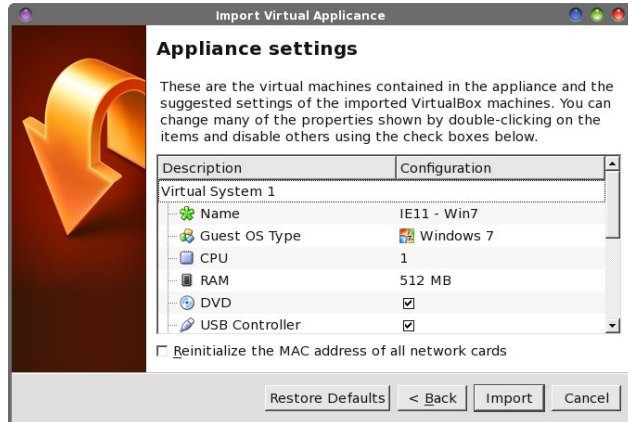 Import Virtual Applicance
Appliance settings
These are the virtual machines contained in the appliance and the
suggested settings of the imported VirtualBox machines. You can
change many of the properties shown by double-clicking on the
items and disable others using the check boxes below.
Description Configuration
Virtual System 1
Name IE11 - Win7
Guest OS Type Windows 7
CPU 1
RAM 512 MB
DVD
USB Controller
Reinitialize the MAC address of all network cards
Restore Defaults < Back Import Cancel